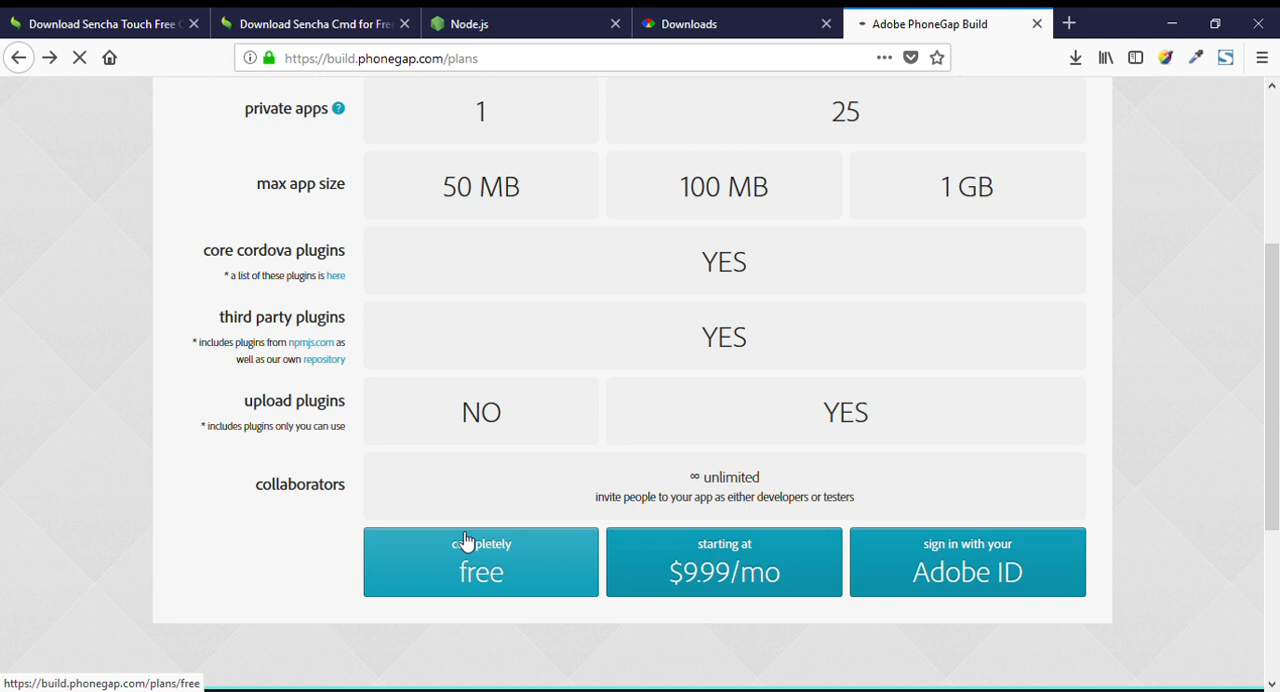 Download Sencha Touch Free
Download Sencha Cmd for Fre
Node.js
Downloads
Adobe PhoneGap Build
https://build.phonegap.com/plans
private apps ?
1
25
max app size
50 MB
100 MB
1 GB
core cordova plugins
* a list of these plugins is here
YES
third party plugins
* includes plugins from npmjs.com as
well as our own repository
YES
upload plugins
* includes plugins only you can use
NO
YES
collaborators
∞ unlimited
invite people to your app as either developers or testers
completely
free
starting at
$9.99/mo
sign in with your
Adobe ID
https://build.phonegap.com/plans/free